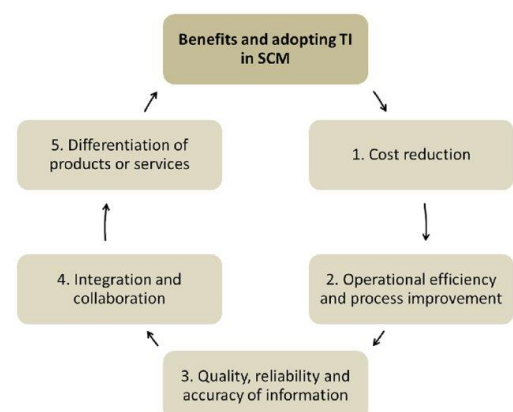 Benefits and adopting TI
in SCM
1. Cost reduction
2. Operational efficiency
and process improvement
3. Quality, reliability and
accuracy of information
4. Integration and
collaboration
5. Differentiation of
products or services